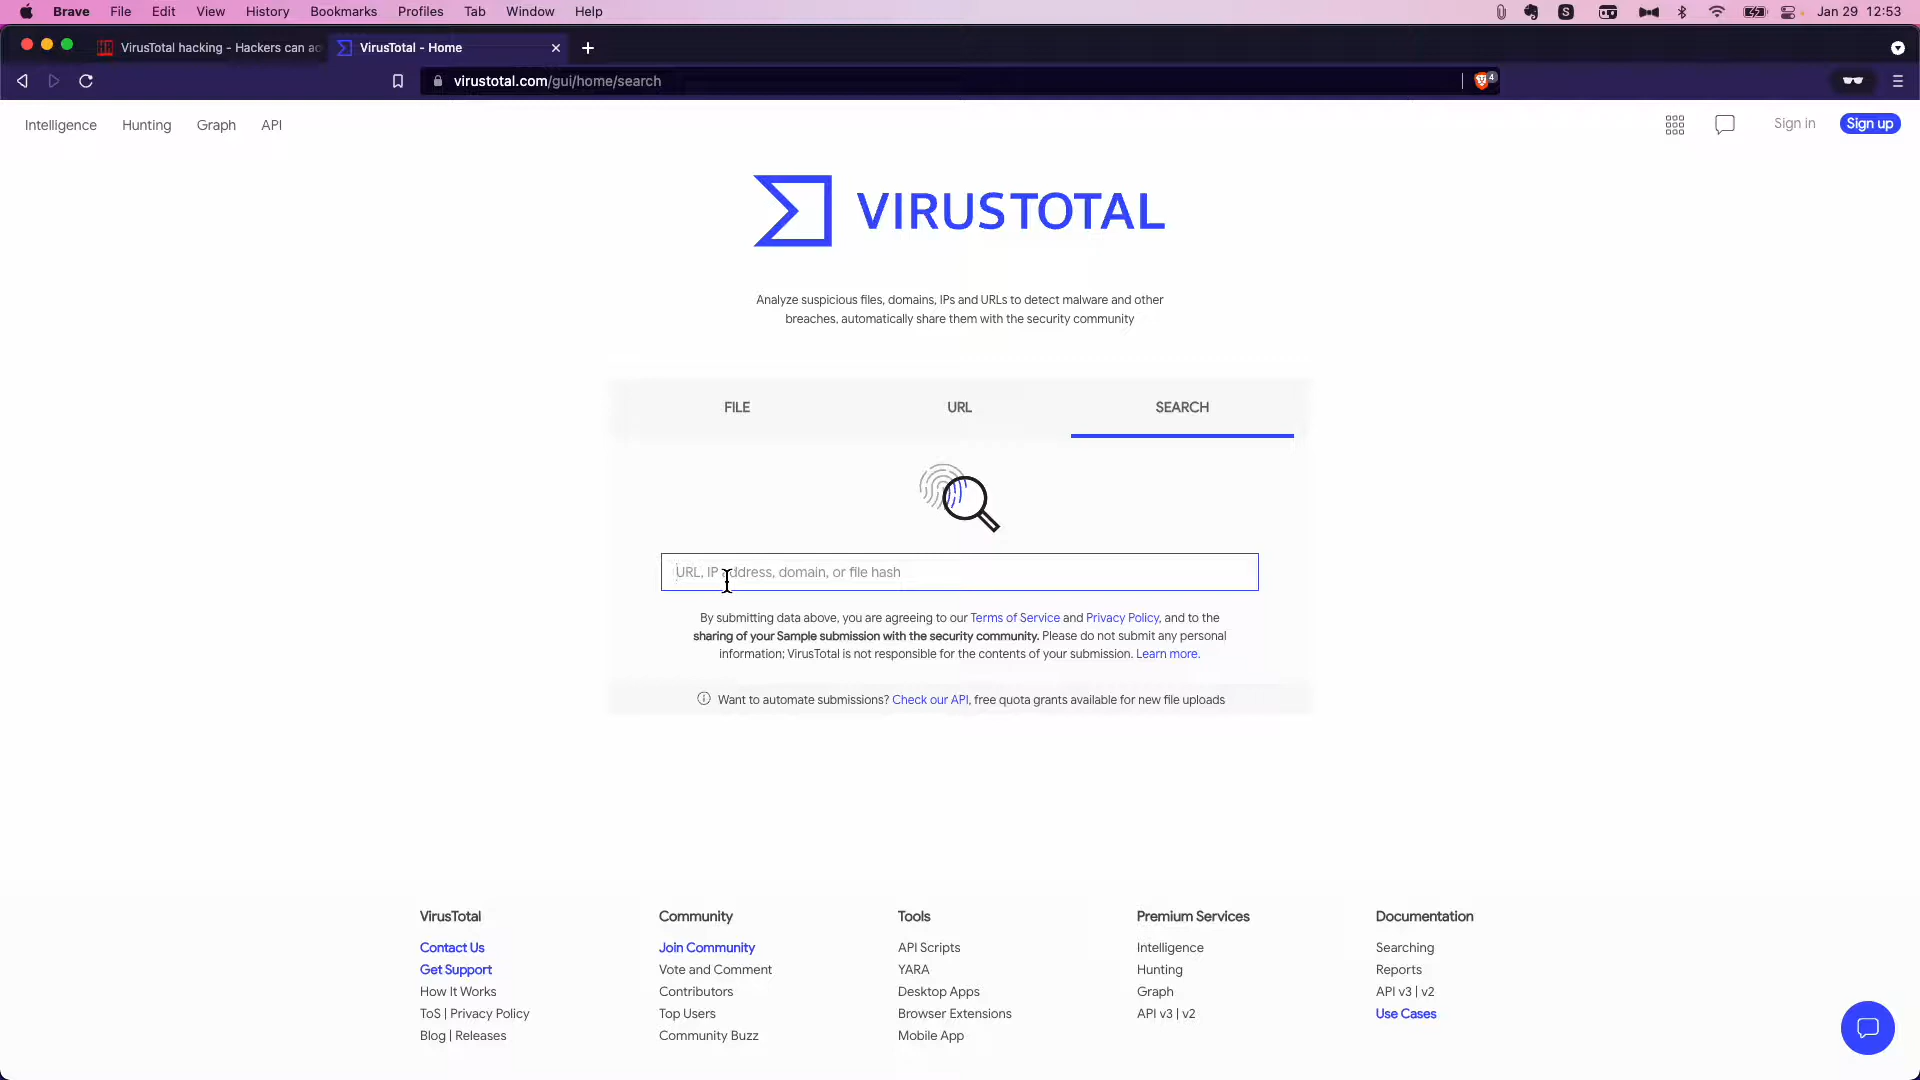 Brave File Edit View History Bookmarks Profiles Tab Window Help
S
Jan 29 12:53
VirusTotal hacking - Hackers can ac
VirusTotal - Home
virustotal.com/gui/home/search
4
Intelligence Hunting Graph API
Sign in Sign up
VIRUSTOTAL
Analyze suspicious files, domains, IPs and URLs to detect malware and other
breaches, automatically share them with the security community
FILE URL SEARCH
URL, IP address, domain, or file hash
By submitting data above, you are agreeing to our Terms of Service and Privacy Policy, and to the
sharing of your Sample submission with the security community. Please do not submit any personal
information; VirusTotal is not responsible for the contents of your submission. Learn more.
Want to automate submissions? Check our API, free quota grants available for new file uploads
VirusTotal
Contact Us
Get Support
How It Works
ToS | Privacy Policy
Blog | Releases
Community
Join Community
Vote and Comment
Contributors
Top Users
Community Buzz
Tools
API Scripts
YARA
Desktop Apps
Browser Extensions
Mobile App
Premium Services
Intelligence
Hunting
Graph
API v3 | v2
Documentation
Searching
Reports
API v3 | v2
Use Cases